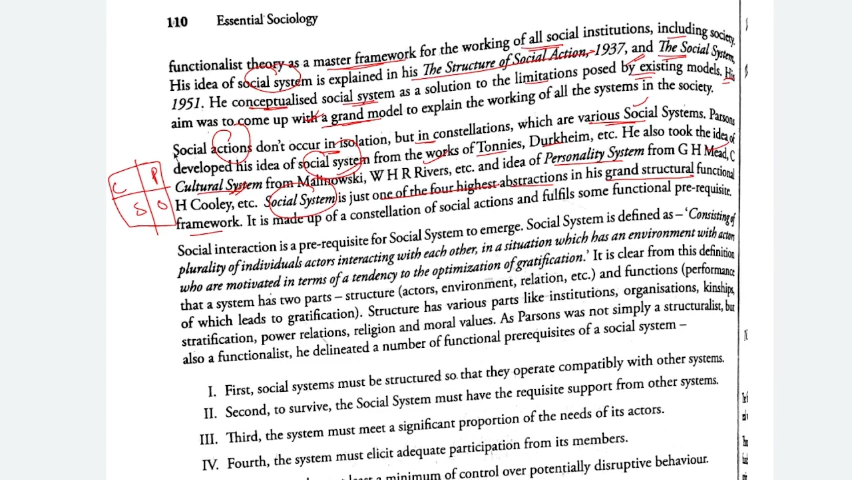 110 Essential Sociology
functionalist theory as a master framework for the working of all social institutions, including society.
His idea of social system is explained in his The Structure of Social Action, 1937, and The Social System,
1951. He conceptualised social system as a solution to the limitations posed by existing models. His
aim was to come up with a grand model to explain the working of all the systems in the society.
Social actions don't occur in isolation, but in constellations, which are various Social Systems. Parsons
developed his idea of social system from the works of Tonnies, Durkheim, etc. He also took the idea of
Cultural System from Malinowski, W H R Rivers, etc. and idea of Personality System from G H Mead, C
H Cooley, etc. Social System is just one of the four highest abstractions in his grand structural functional
framework. It is made up of a constellation of social actions and fulfils some functional pre-requisite.
C P
S O
Social interaction is a pre-requisite for Social System to emerge. Social System is defined as – 'Consisting of
plurality of individuals actors interacting with each other, in a situation which has an environment with actors
who are motivated in terms of a tendency to the optimization of gratification.' It is clear from this definition
that a system has two parts – structure (actors, environment, relation, etc.) and functions (performance
of which leads to gratification). Structure has various parts like institutions, organisations, kinships,
stratification, power relations, religion and moral values. As Parsons was not simply a structuralist, but
also a functionalist, he delineated a number of functional prerequisites of a social system –
I. First, social systems must be structured so that they operate compatibly with other systems.
II. Second, to survive, the Social System must have the requisite support from other systems.
III. Third, the system must meet a significant proportion of the needs of its actors.
IV. Fourth, the system must elicit adequate participation from its members.
a minimum of control over potentially disruptive behaviour.